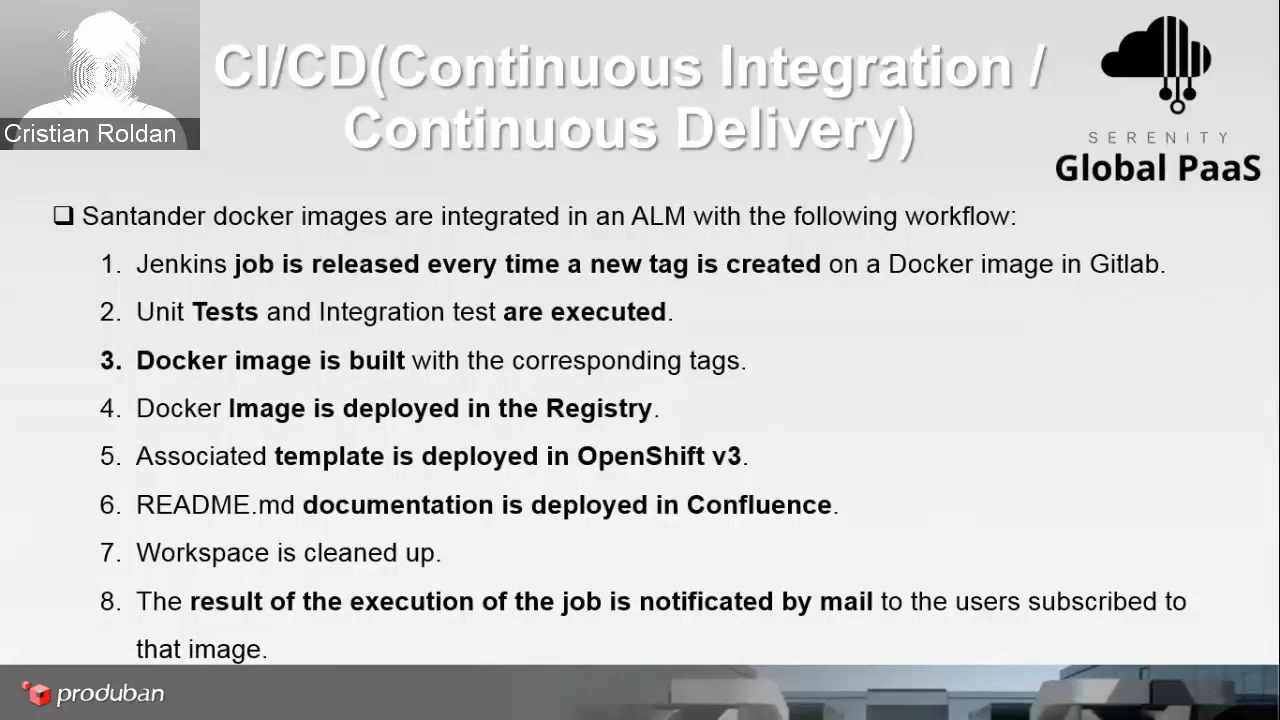 Cristian Roldan
CI/CD(Continuous Integration /
Continuous Delivery)
SERENITY
Global PaaS
❑ Santander docker images are integrated in an ALM with the following workflow:
1. Jenkins job is released every time a new tag is created on a Docker image in Gitlab.
2. Unit Tests and Integration test are executed.
3. Docker image is built with the corresponding tags.
4. Docker Image is deployed in the Registry.
5. Associated template is deployed in OpenShift v3.
6. README.md documentation is deployed in Confluence.
7. Workspace is cleaned up.
8. The result of the execution of the job is notificated by mail to the users subscribed to
that image.
produban